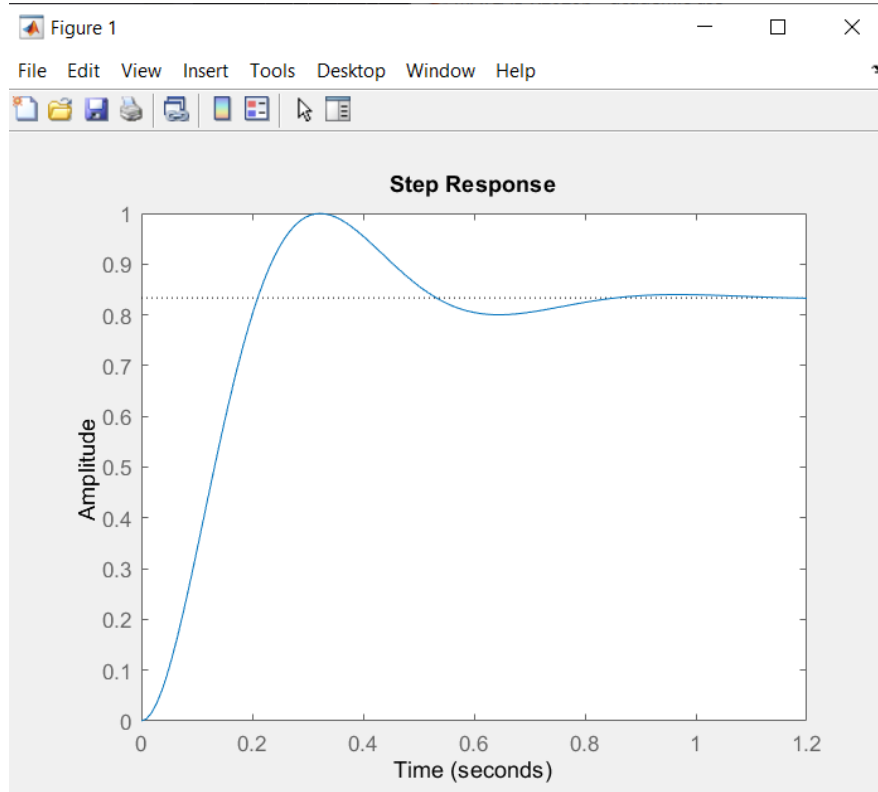 Figure 1
File Edit View Insert Tools Desktop Window Help
Step Response
1
0.9
0.8
0.7
0.6
0.5
0.4
0.3
0.2
0.1
0
Amplitude
0 0.2 0.4 0.6 0.8 1 1.2
Time (seconds)